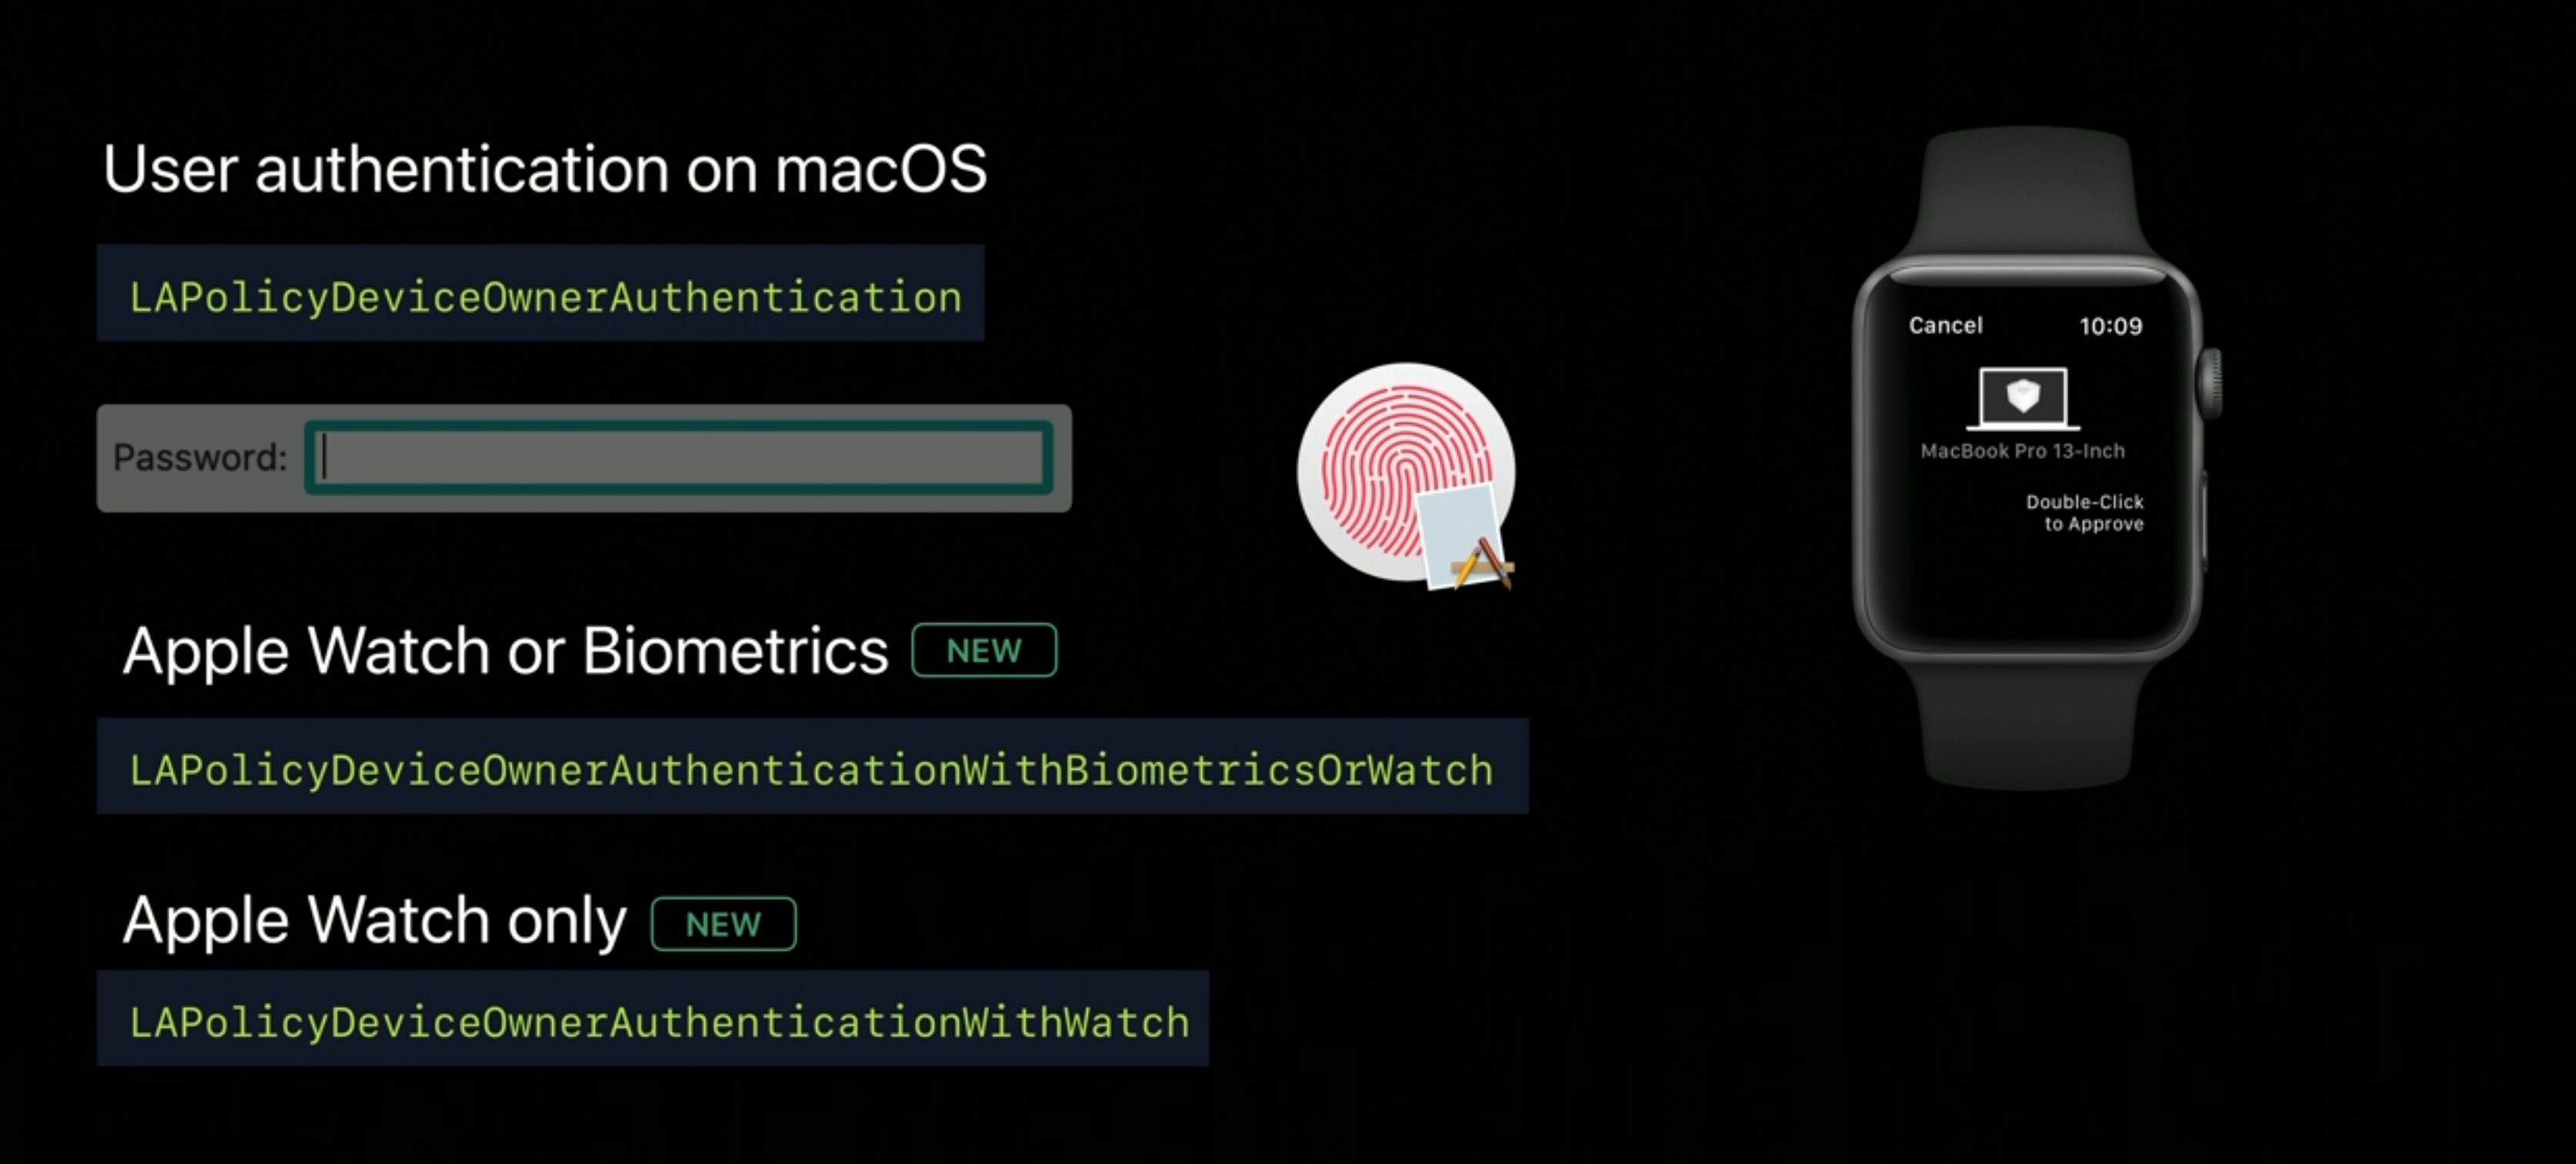 User authentication on macOS
LAPolicyDeviceOwnerAuthentication
Password:
Apple Watch or Biometrics NEW
LAPolicyDeviceOwnerAuthenticationWithBiometricsOrWatch
Apple Watch only NEW
LAPolicyDeviceOwnerAuthenticationWithWatch
Cancel 10:09
MacBook Pro 13-Inch
Double-Click
to Approve